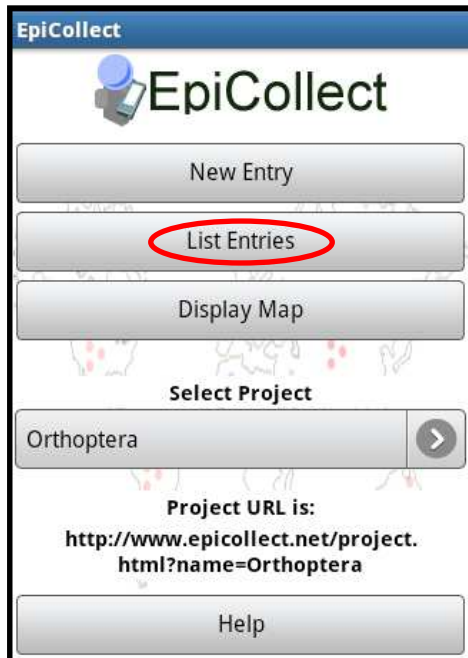 EpiCollect
EpiCollect
New Entry
List Entries
Display Map
Select Project
Orthoptera
Project URL is:
http://www.epicollect.net/project.
html?name=Orthoptera
Help